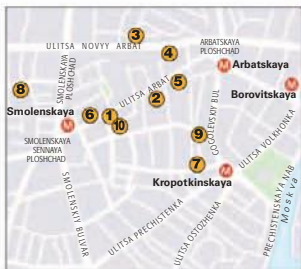 3
ULITSA NOVYY ARBAT
ARBATSKAYA
PLOSHCHAD
4
Arbatskaya
SMOLENSKAYA
PLOSHCHAD
8
5
ULITSA ARBAT
2
Borovitskaya
Smolenskaya
6
1
10
GOGOLEVSKIY BUL
9
ULITSA VOLKHONKA
SMOLENSKAYA
SENNAYA
PLOSHCHAD
7
Kropotkinskaya
SMOLENSKIY BULVAR
ULITSA PRECHISTENKA
ULITSA OSTOZHENKA
PRECHISTENSKAYA NAB
Moskva